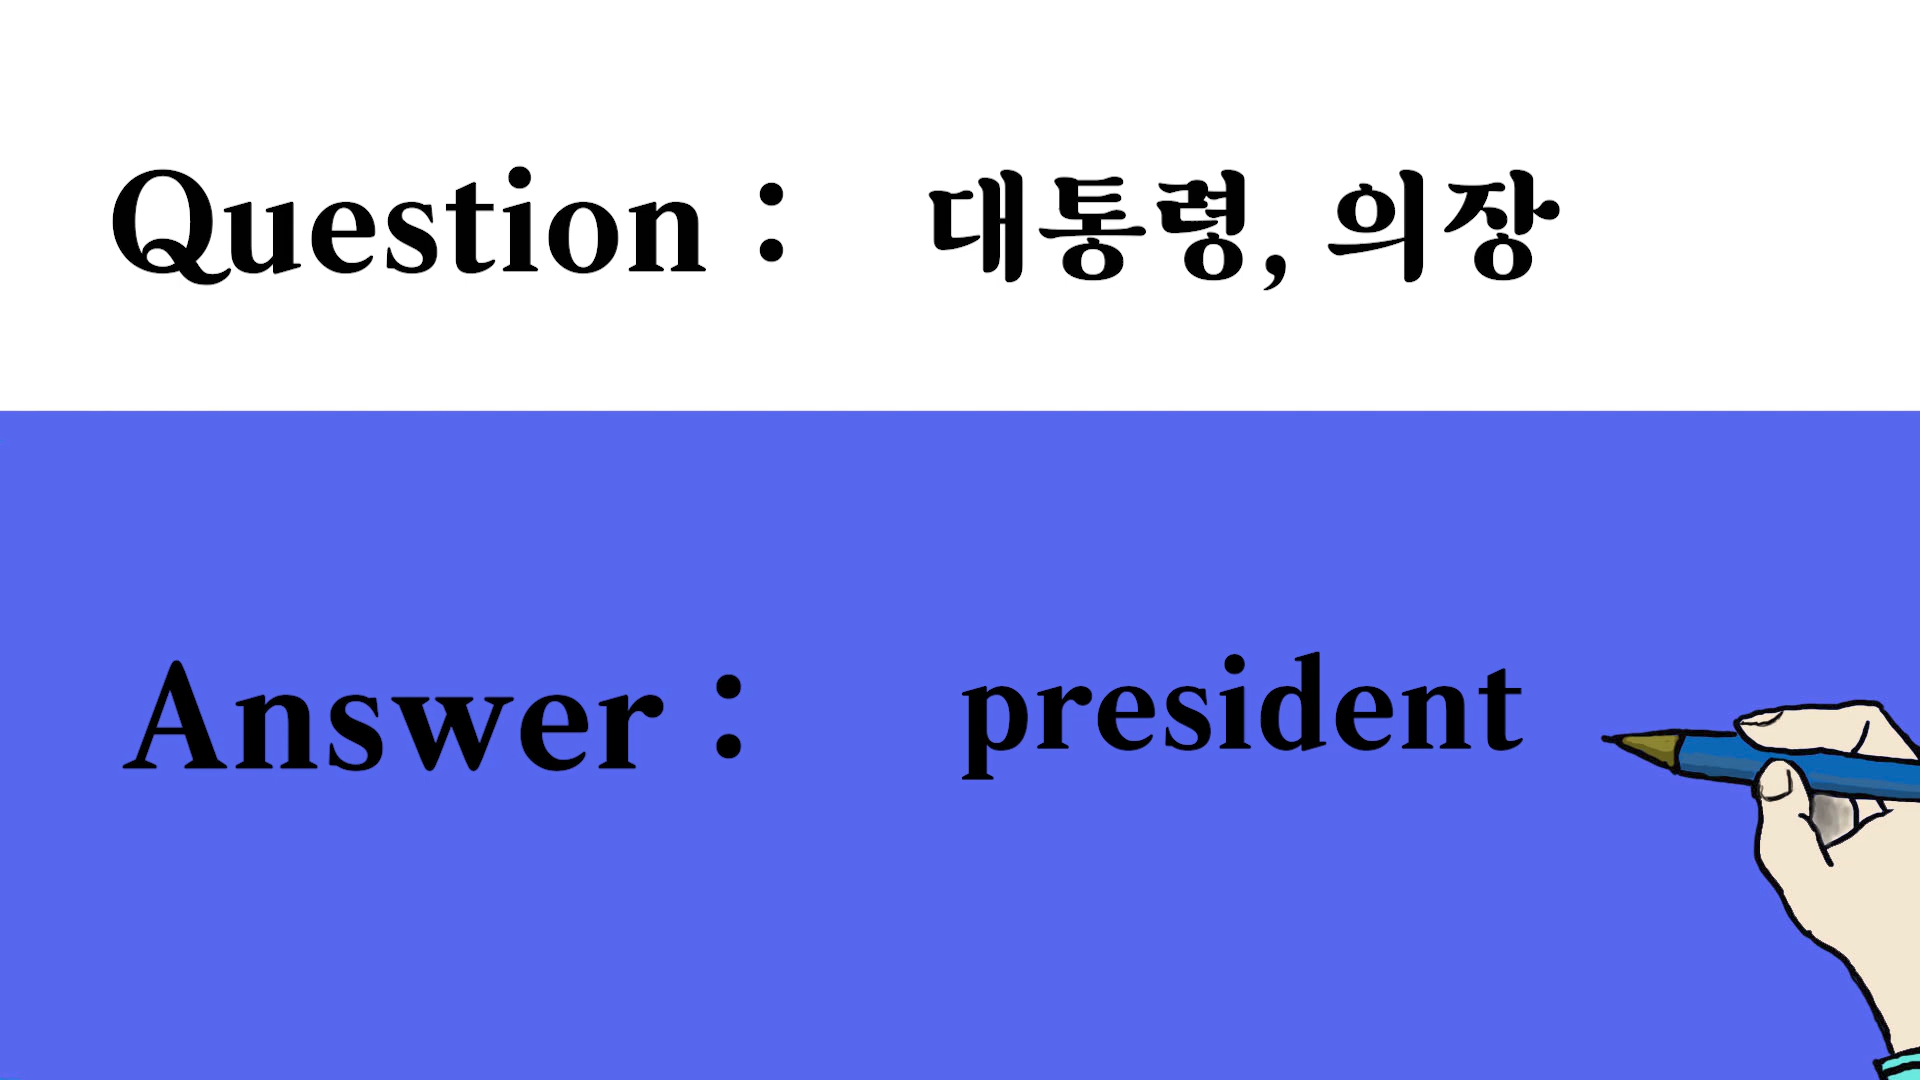 Question : 대통령, 의장
Answer : president